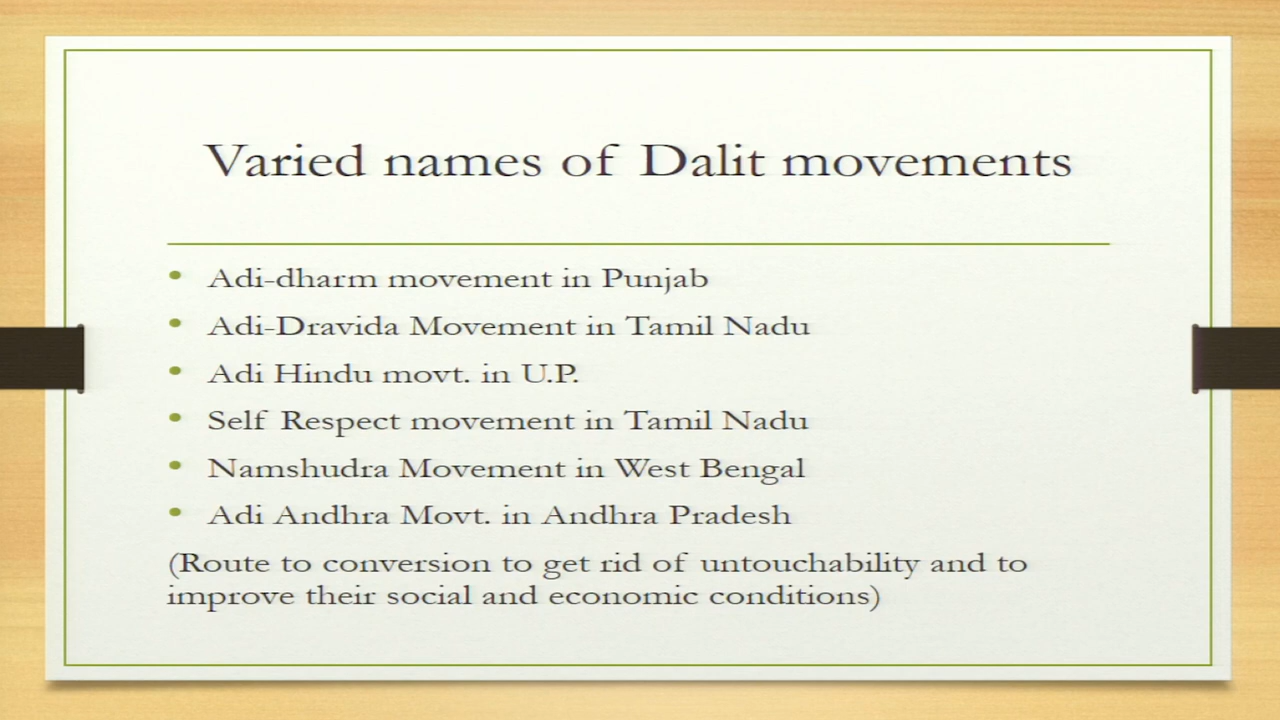 Varied names of Dalit movements
• Adi-dharm movement in Punjab
• Adi-Dravida Movement in Tamil Nadu
• Adi Hindu movt. in U.P.
• Self Respect movement in Tamil Nadu
• Namshudra Movement in West Bengal
• Adi Andhra Movt. in Andhra Pradesh
(Route to conversion to get rid of untouchability and to
improve their social and economic conditions)